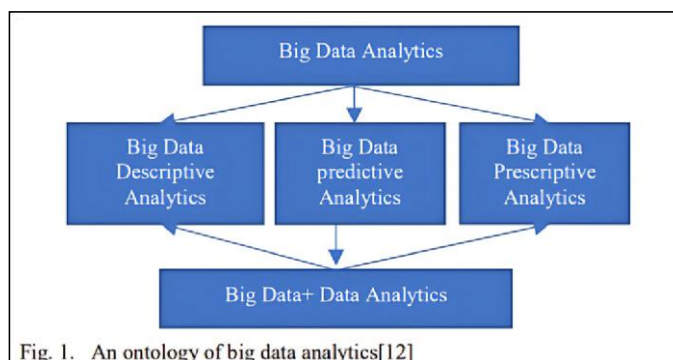 Big Data Analytics
Big Data
Descriptive
Analytics
Big Data
predictive
Analytics
Big Data
Prescriptive
Analytics
Big Data+ Data Analytics
Fig. 1. An ontology of big data analytics[12]